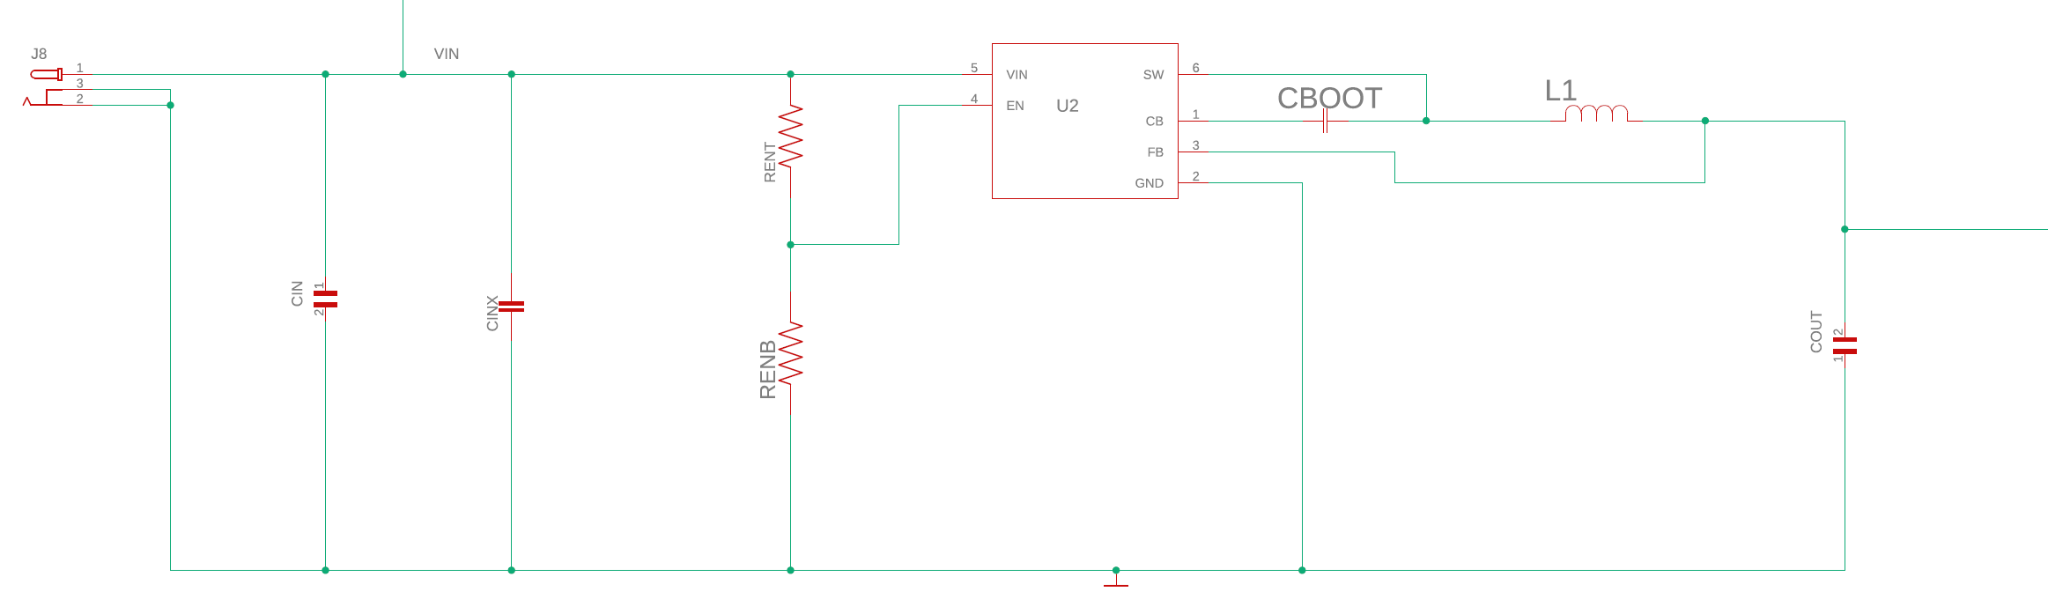 J8
1
3
2
VIN
CIN
1
2
CINX
RENT
RENB
5
VIN
4
EN
U2
SW
6
CB
1
FB
3
GND
2
CBOOT
L1
COUT
2
1